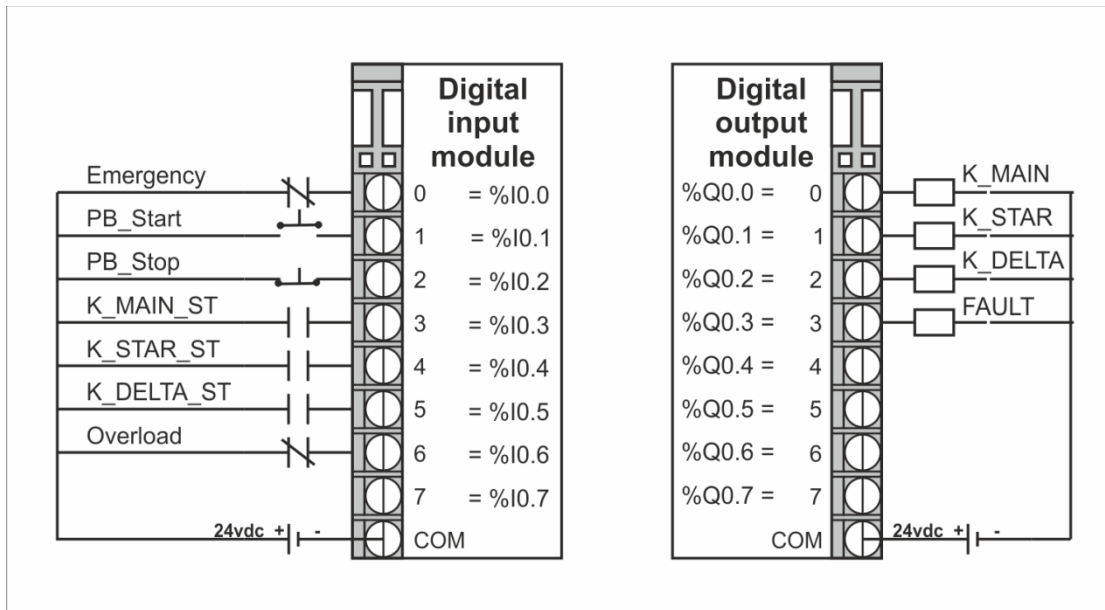 Digital
input
module
Emergency
0 = %I0.0
PB_Start
1 = %I0.1
PB_Stop
2 = %I0.2
K_MAIN_ST
3 = %I0.3
K_STAR_ST
4 = %I0.4
K_DELTA_ST
5 = %I0.5
Overload
6 = %I0.6
7 = %I0.7
24vdc + -
COM
Digital
output
module
%Q0.0 = 0
K_MAIN
%Q0.1 = 1
K_STAR
%Q0.2 = 2
K_DELTA
%Q0.3 = 3
FAULT
%Q0.4 = 4
%Q0.5 = 5
%Q0.6 = 6
%Q0.7 = 7
COM
24vdc + -